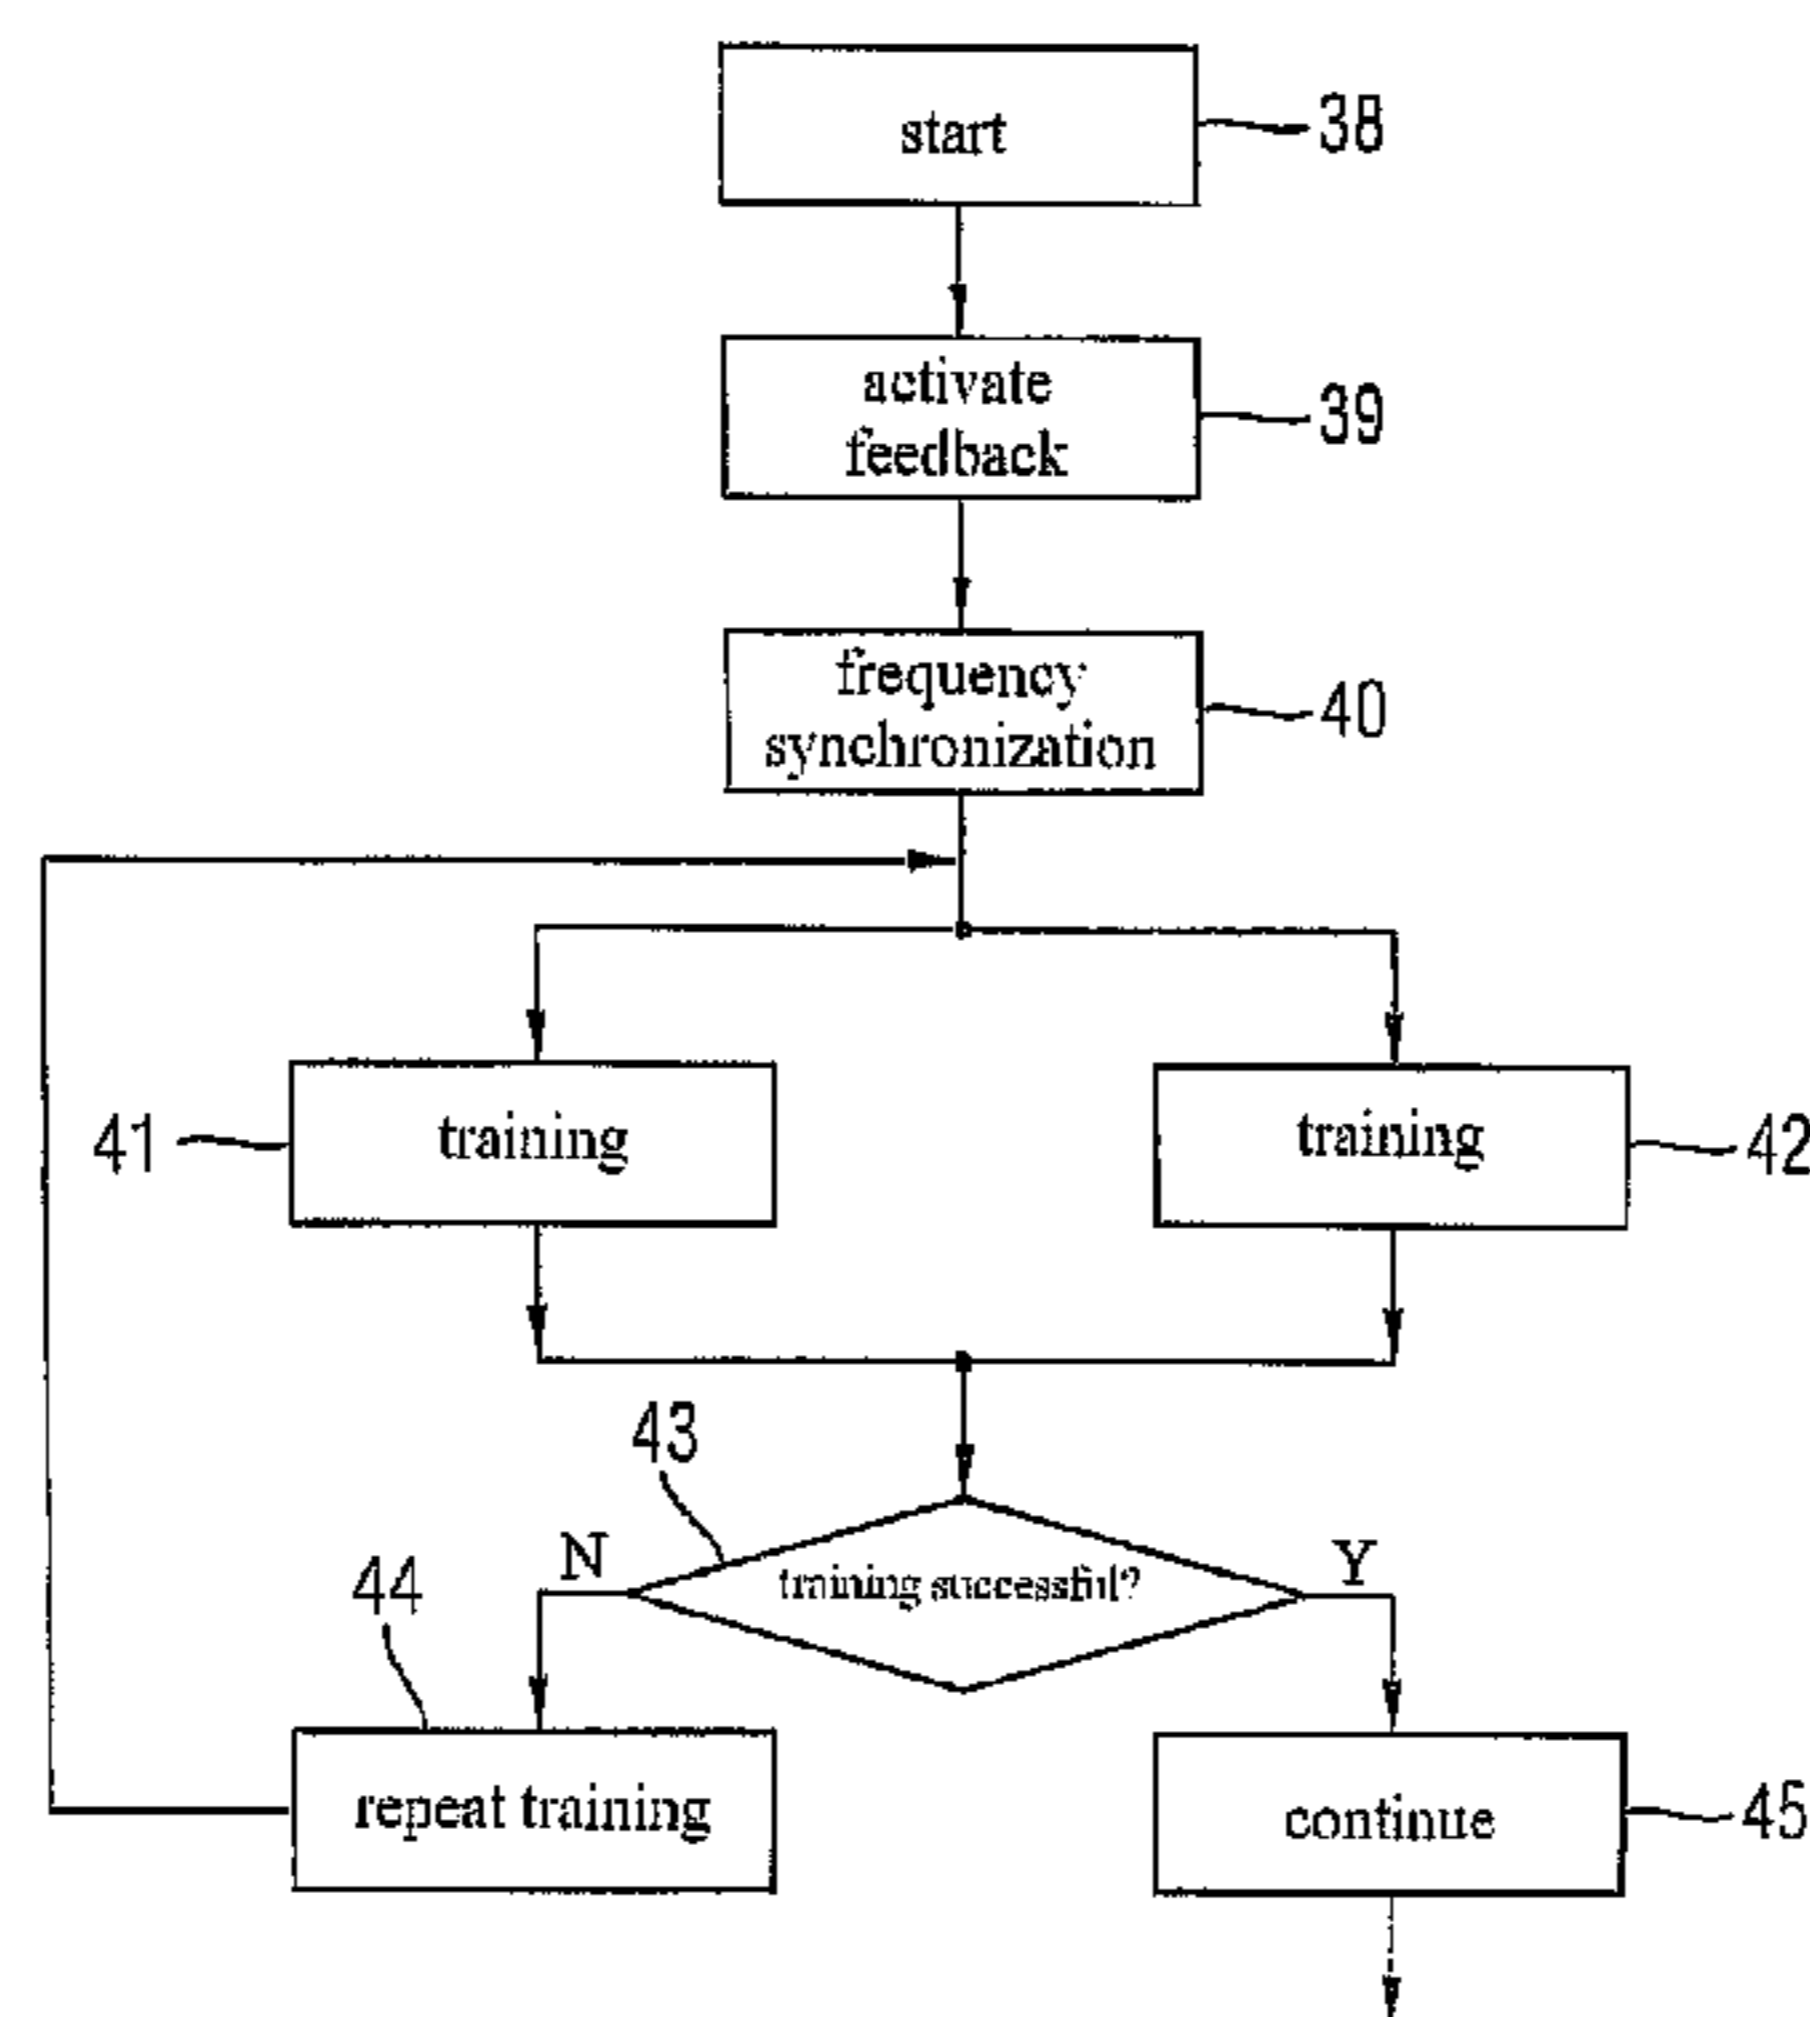 start
38
activate
feedback
39
frequency
synchronization
40
41
training
training
42
43
N
training successful?
Y
44
repeat training
continue
45